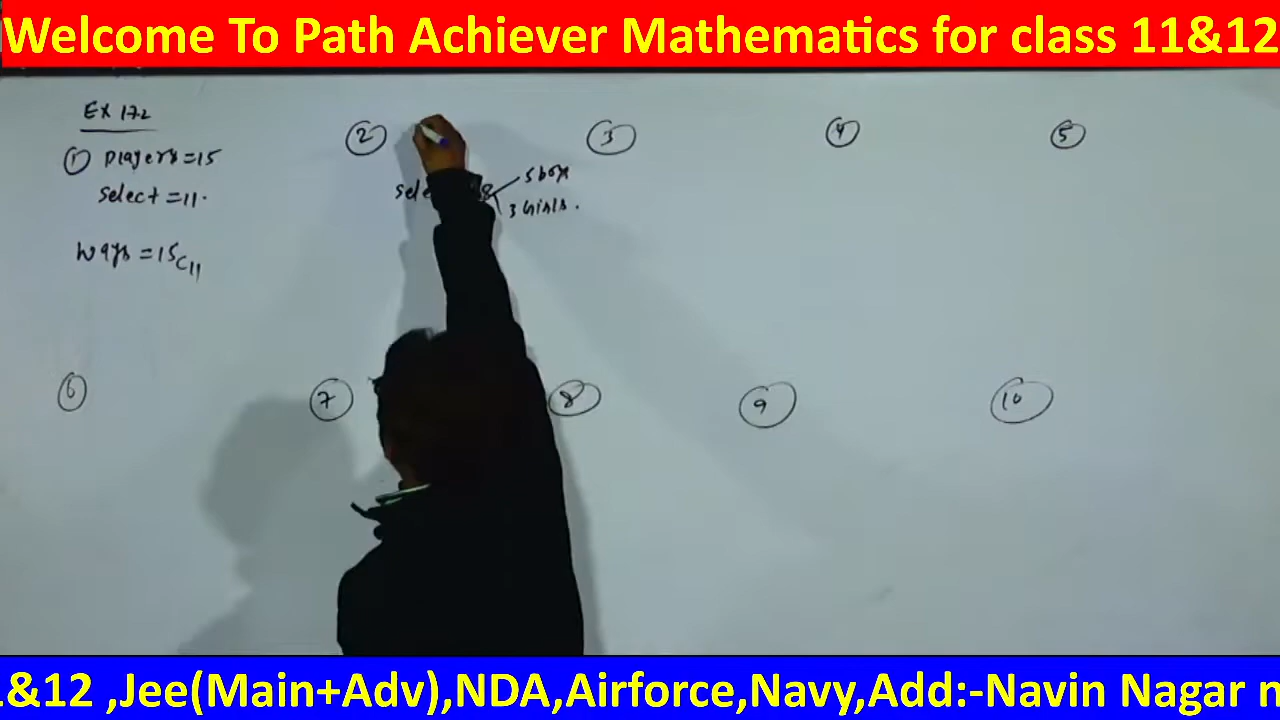 Welcome To Path Achiever Mathematics for class 11&12
Ex 17.2
① Players = 15
Select = 11.
Ways = 15C11
②
8
5 box
3 Girls.
③
④
⑤
⑥
⑦
⑧
⑨
⑩
&12 ,Jee(Main+Adv),NDA,Airforce,Navy,Add:-Navin Nagar